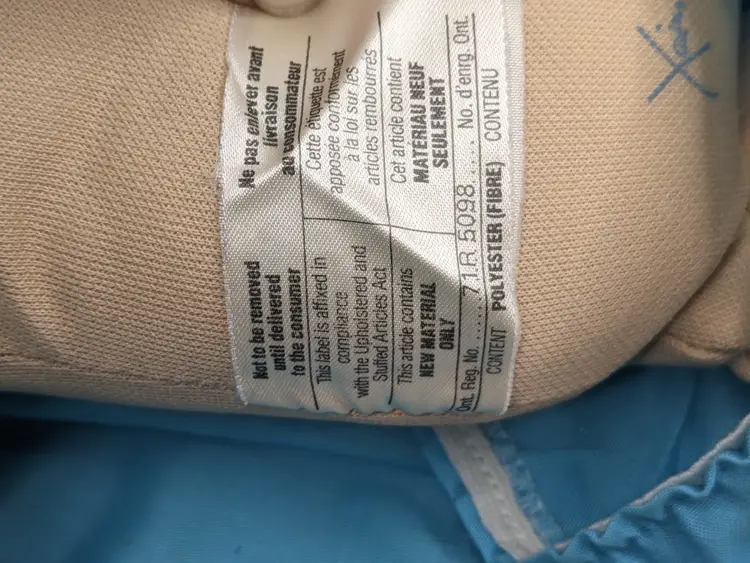 Not to be removed
until delivered
to the consumer
Ne pas enlever avant
livraison
au consommateur
This label is affixed in
compliance
with the Upholstered and
Stuffed Articles Act
Cette étiquette est
apposée conformément
à la loi sur les
articles rembourrés
This article contains
NEW MATERIAL
ONLY
Cet article contient
MATÉRIAU NEUF
SEULEMENT
Ont. Reg. No. ...... 71R 5098 ...... No. d'enrg. Ont.
CONTENT POLYESTER (FIBRE) CONTENU